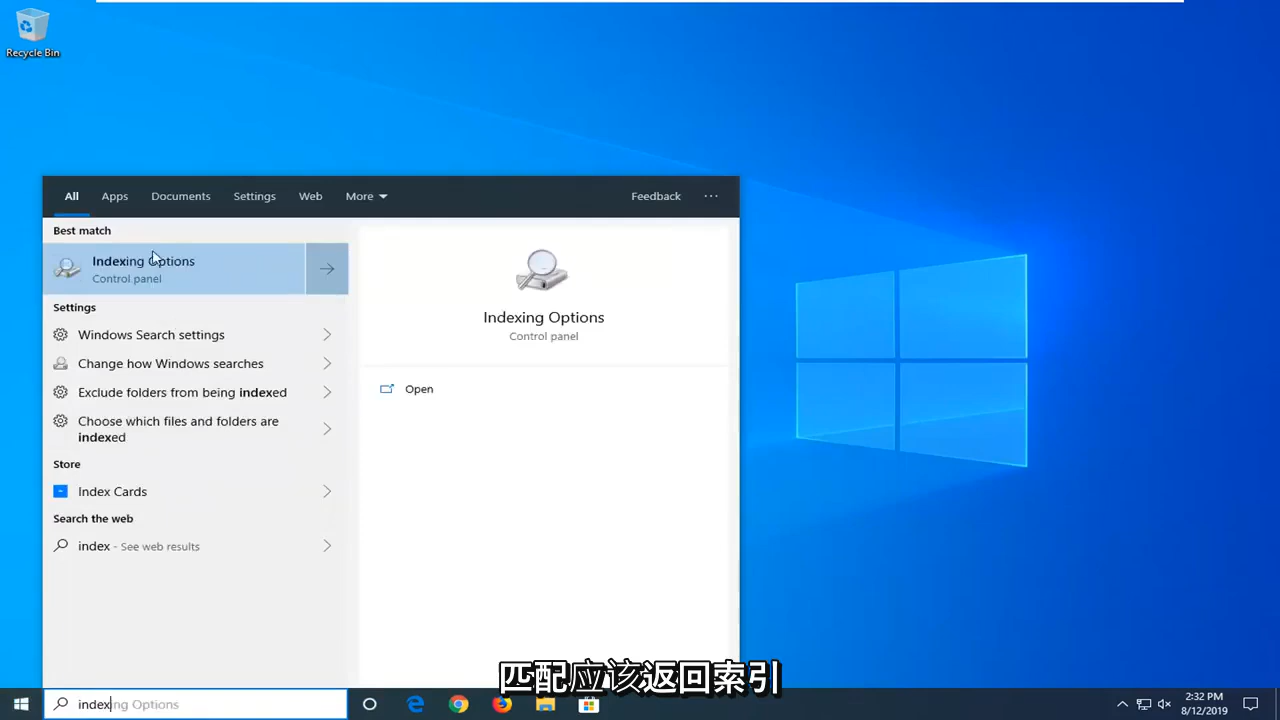 Recycle Bin
All Apps Documents Settings Web More Feedback ...
Best match
Indexing Options
Control panel
Settings
Windows Search settings
Change how Windows searches
Exclude folders from being indexed
Choose which files and folders are
indexed
Store
Index Cards
Search the web
index - See web results
Indexing Options
Control panel
Open
匹配应该返回索引
indexing Options
2:32 PM
8/12/2019